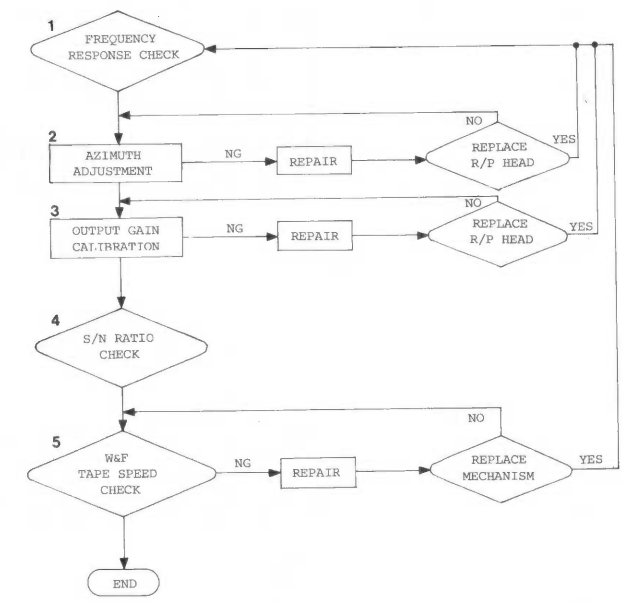 1
FREQUENCY
RESPONSE CHECK
NO
2
AZIMUTH
ADJUSTMENT
NG
REPAIR
REPLACE
R/P HEAD
YES
3
NO
OUTPUT GAIN
CALIBRATION
NG
REPAIR
REPLACE
R/P HEAD
YES
4
S/N RATIO
CHECK
NO
5
W&F
TAPE SPEED
CHECK
NG
REPAIR
REPLACE
MECHANISM
YES
END